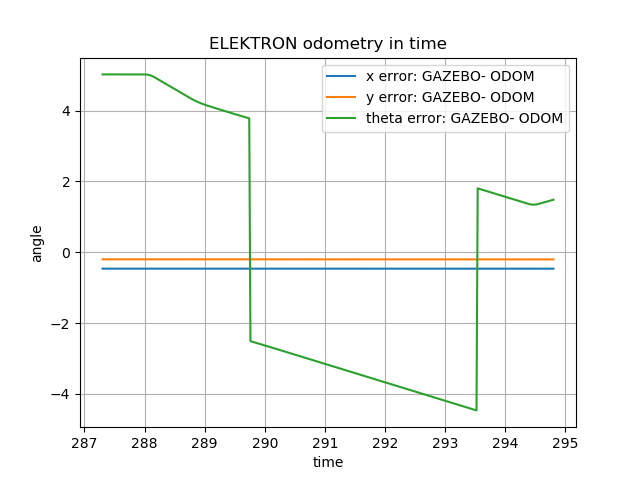 ELEKTRON odometry in time
x error: GAZEBO- ODOM
y error: GAZEBO- ODOM
theta error: GAZEBO- ODOM
angle
4
2
0
−2
−4
287 288 289 290 291 292 293 294 295
time